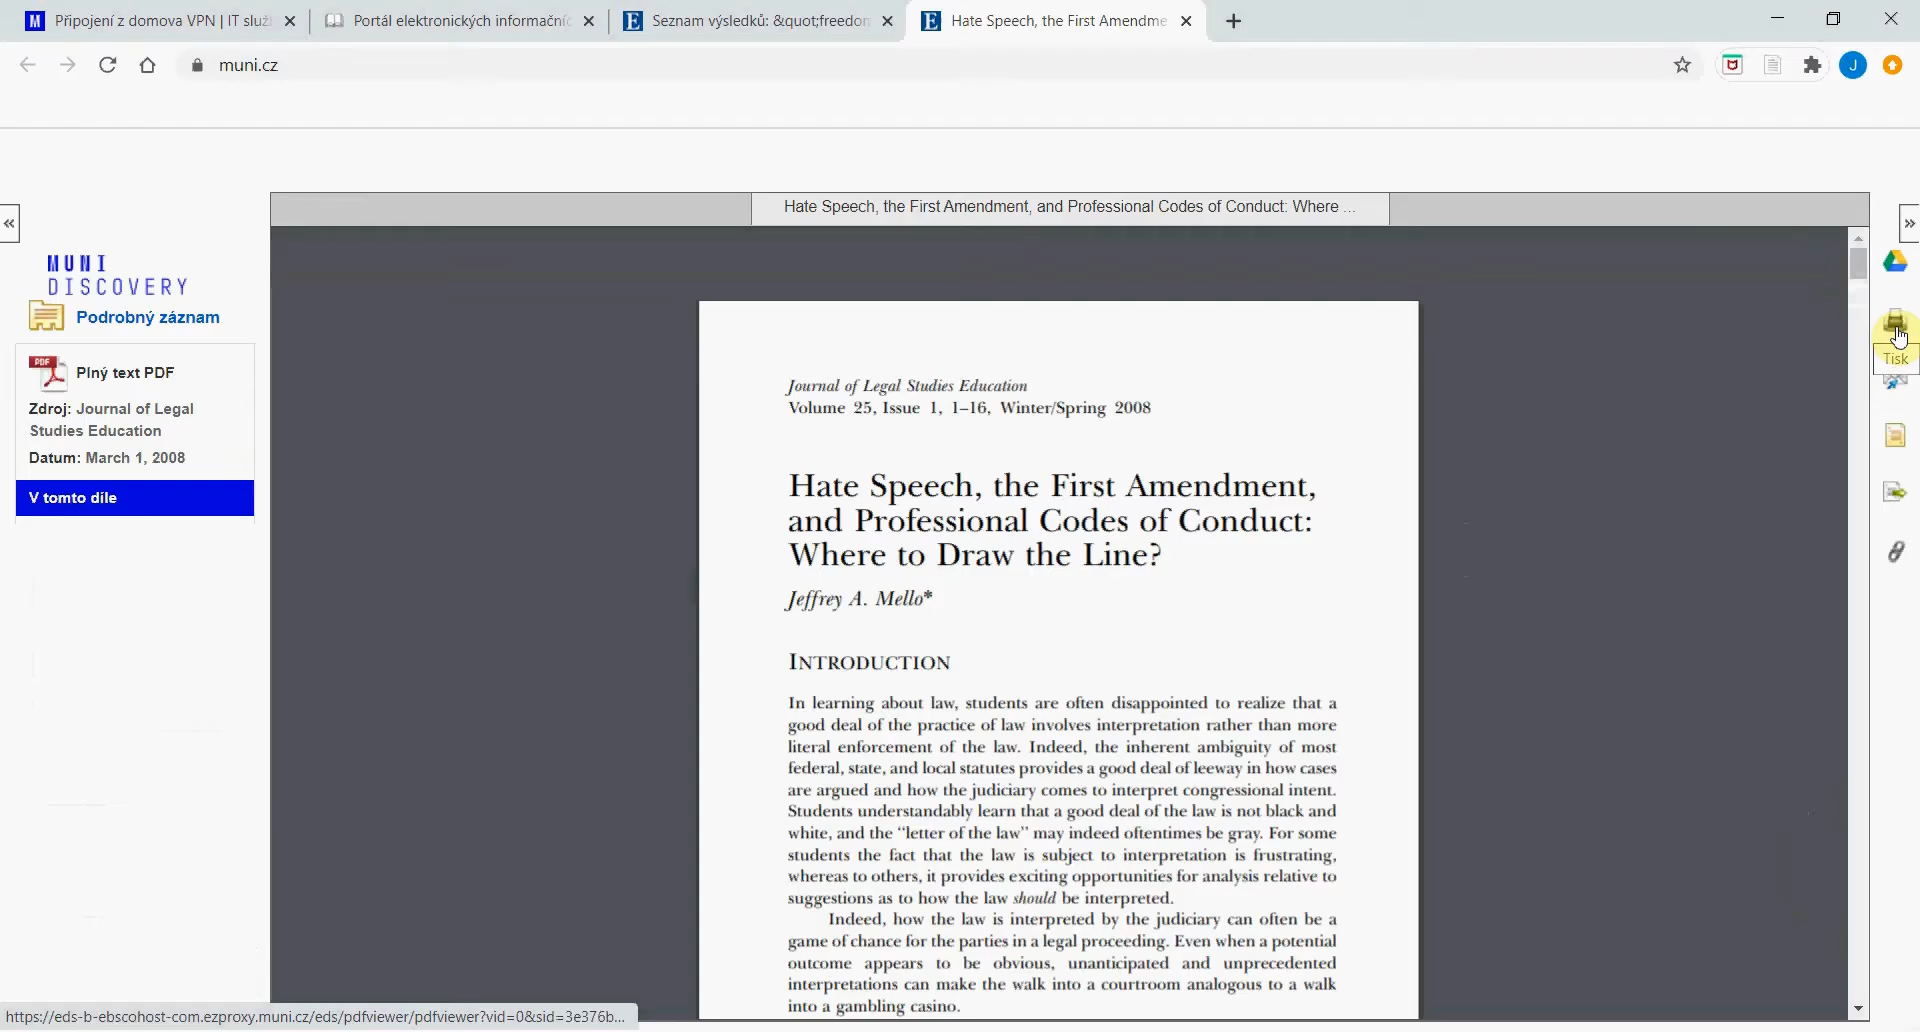 Připojení z domova VPN | IT služ
Portál elektronických informačníc
Seznam výsledků: &quot;freedom
Hate Speech, the First Amendme
muni.cz
J
Hate Speech, the First Amendment, and Professional Codes of Conduct: Where ...
MUNI
DISCOVERY
Podrobný záznam
PDF
Plný text PDF
Zdroj: Journal of Legal
Studies Education
Datum: March 1, 2008
V tomto díle
Tisk
Journal of Legal Studies Education
Volume 25, Issue 1, 1–16, Winter/Spring 2008
Hate Speech, the First Amendment,
and Professional Codes of Conduct:
Where to Draw the Line?
Jeffrey A. Mello*
INTRODUCTION
In learning about law, students are often disappointed to realize that a
good deal of the practice of law involves interpretation rather than more
literal enforcement of the law. Indeed, the inherent ambiguity of most
federal, state, and local statutes provides a good deal of leeway in how cases
are argued and how the judiciary comes to interpret congressional intent.
Students understandably learn that a good deal of the law is not black and
white, and the “letter of the law” may indeed oftentimes be gray. For some
students the fact that the law is subject to interpretation is frustrating,
whereas to others, it provides exciting opportunities for analysis relative to
suggestions as to how the law should be interpreted.
Indeed, how the law is interpreted by the judiciary can often be a
game of chance for the parties in a legal proceeding. Even when a potential
outcome appears to be obvious, unanticipated and unprecedented
interpretations can make the walk into a courtroom analogous to a walk
into a gambling casino.
https://eds-b-ebscohost-com.ezproxy.muni.cz/eds/pdfviewer/pdfviewer?vid=0&sid=3e376b...